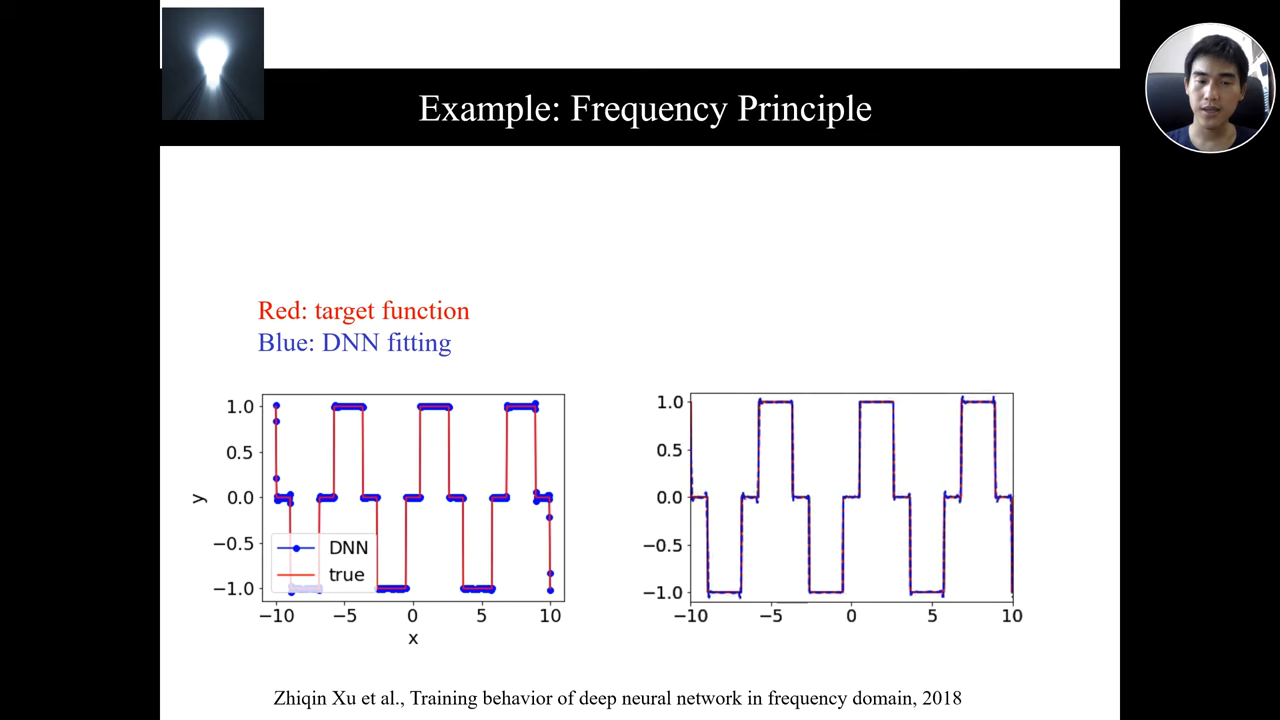 Example: Frequency Principle
Red: target function
Blue: DNN fitting
1.0
0.5
0.0
−0.5
−1.0
y
DNN
true
−10
−5
0
5
10
x
1.0
0.5
0.0
−0.5
−1.0
−10
−5
0
5
10
Zhiqin Xu et al., Training behavior of deep neural network in frequency domain, 2018